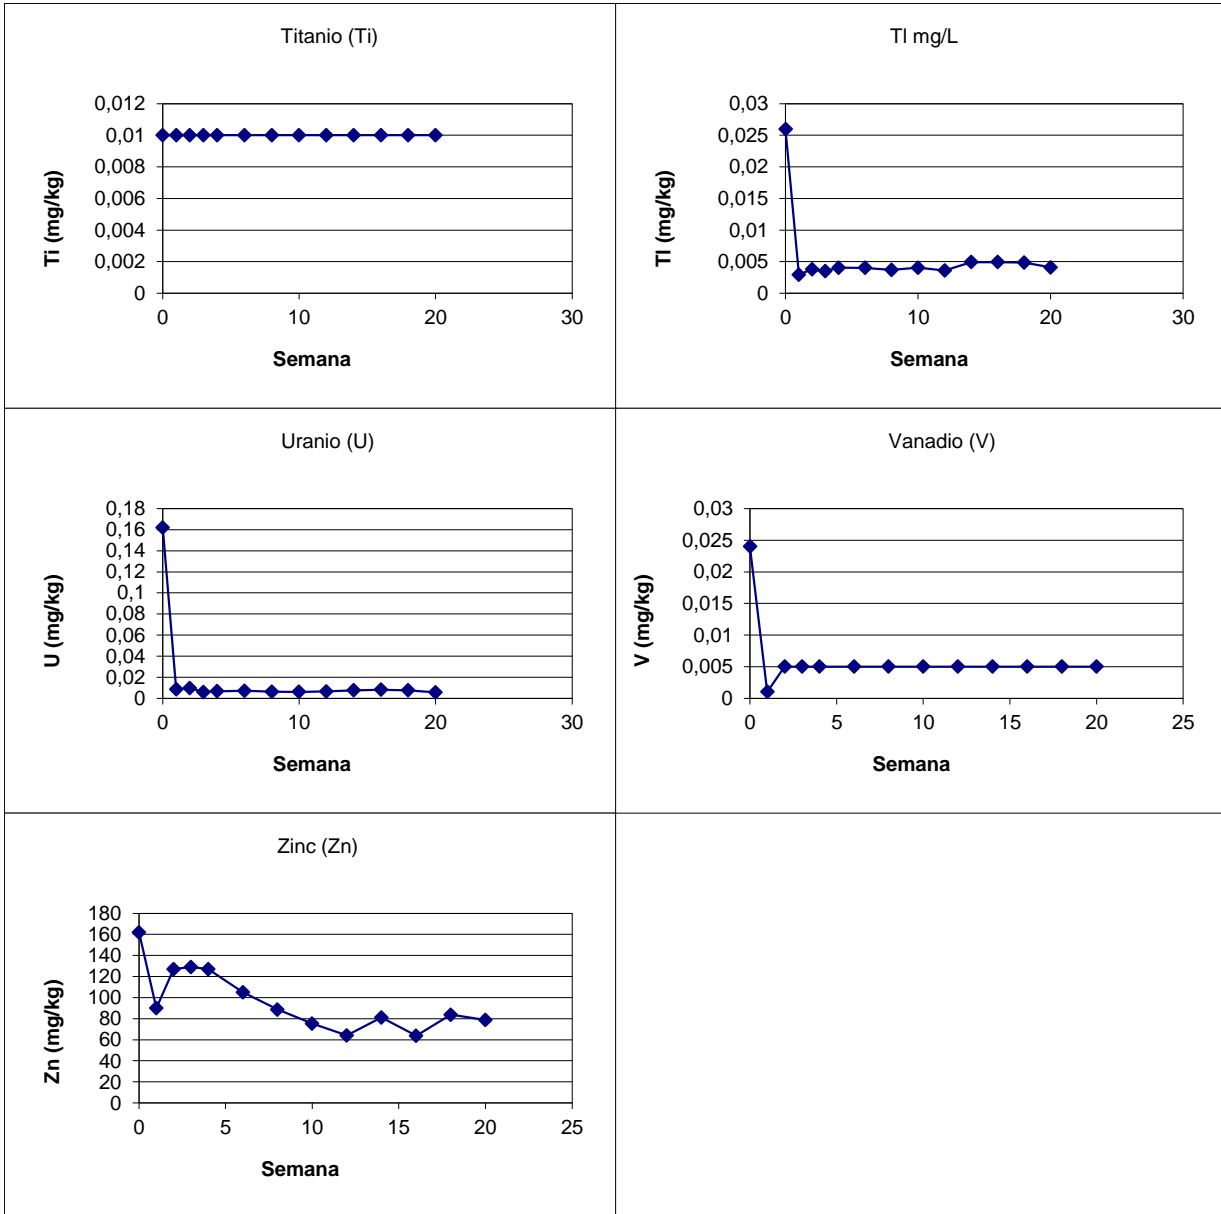 Titanio (Ti)
0,012
0,01
0,008
0,006
0,004
0,002
0
Ti (mg/kg)
0 10 20 30
Semana
Tl mg/L
0,03
0,025
0,02
0,015
0,01
0,005
0
Tl (mg/kg)
0 10 20 30
Semana
Uranio (U)
0,18
0,16
0,14
0,12
0,1
0,08
0,06
0,04
0,02
0
U (mg/kg)
0 10 20 30
Semana
Vanadio (V)
0,03
0,025
0,02
0,015
0,01
0,005
0
V (mg/kg)
0 5 10 15 20 25
Semana
Zinc (Zn)
180
160
140
120
100
80
60
40
20
0
Zn (mg/kg)
0 5 10 15 20 25
Semana